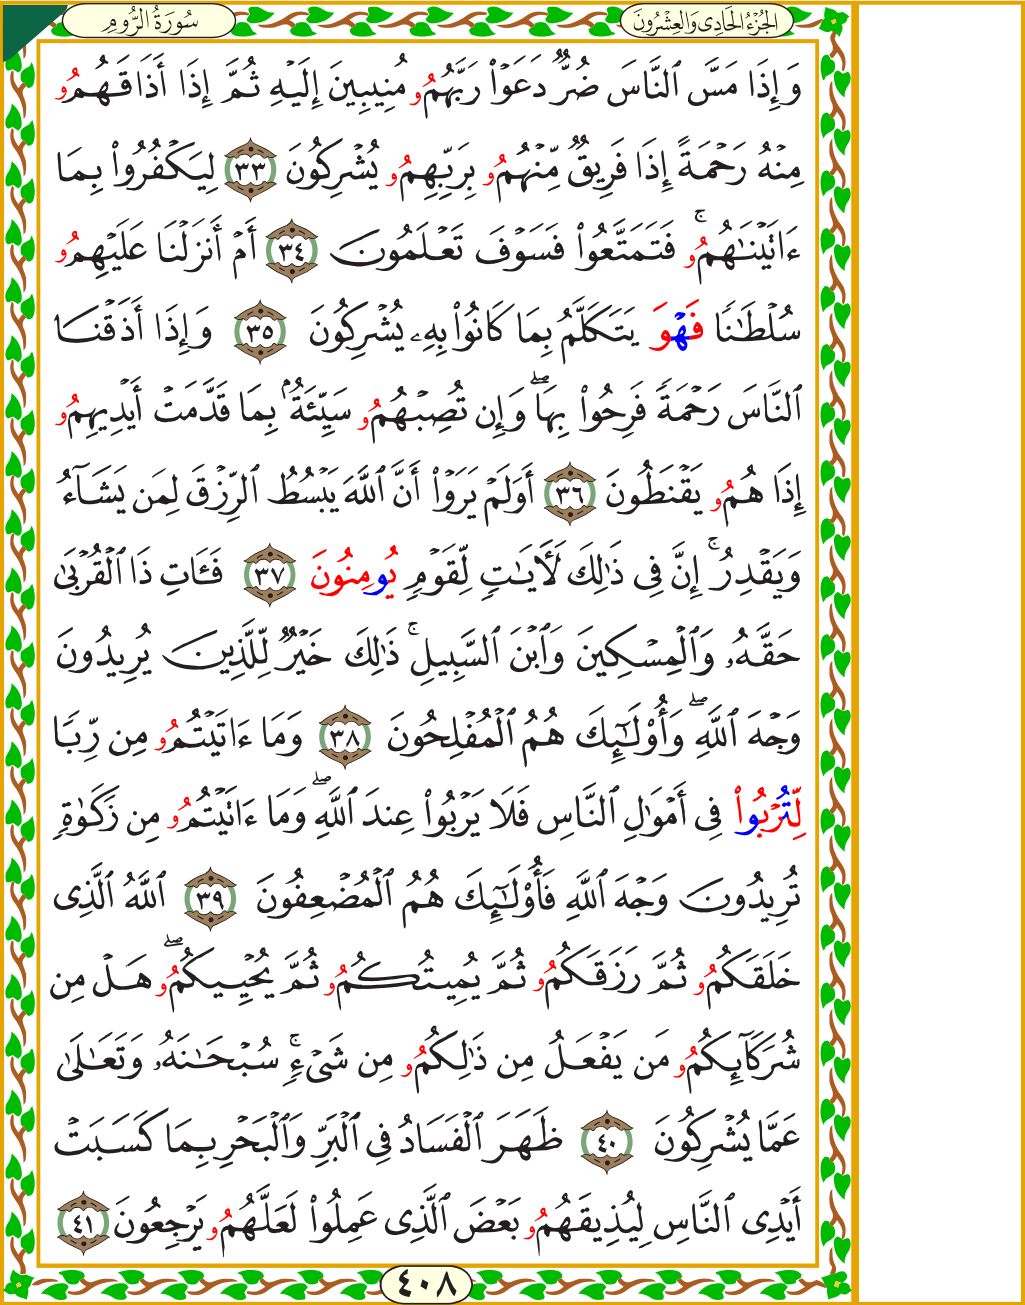 الجُزْءُ الحَادِى وَالعِشْرُونَ
سُورَةُ الرُّومِ
وَإِذَا مَسَّ ٱلنَّاسَ ضُرٌّ دَعَوْا۟ رَبَّهُمُۥ مُنِيبِينَ إِلَيْهِ ثُمَّ إِذَا أَذَاقَهُمُۥ
مِنْهُ رَحْمَةً إِذَا فَرِيقٌ مِّنْهُمُۥ بِرَبِّهِمُۥ يُشْرِكُونَ ٣٣ لِيَكْفُرُوا۟ بِمَا
ءَاتَيْنَٰهُمُۥۚ فَتَمَتَّعُوا۟ فَسَوْفَ تَعْلَمُونَ ٣٤ أَمْ أَنزَلْنَا عَلَيْهِمُۥ
سُلْطَٰنًا فَهْوَ يَتَكَلَّمُ بِمَا كَانُوا۟ بِهِۦ يُشْرِكُونَ ٣٥ وَإِذَا أَذَقْنَا
ٱلنَّاسَ رَحْمَةً فَرِحُوا۟ بِهَاۖ وَإِن تُصِبْهُمُۥ سَيِّئَةٌۢ بِمَا قَدَّمَتْ أَيْدِيهِمُۥ
إِذَا هُمُۥ يَقْنَطُونَ ٣٦ أَوَلَمْ يَرَوْا۟ أَنَّ ٱللَّهَ يَبْسُطُ ٱلرِّزْقَ لِمَن يَشَآءُ
وَيَقْدِرُۚ إِنَّ فِى ذَٰلِكَ لَءَايَٰتٍ لِّقَوْمٍ يُومِنُونَ ٣٧ فَـَٔاتِ ذَا ٱلْقُرْبَىٰ
حَقَّهُۥ وَٱلْمِسْكِينَ وَٱبْنَ ٱلسَّبِيلِۚ ذَٰلِكَ خَيْرٌ لِّلَّذِينَ يُرِيدُونَ
وَجْهَ ٱللَّهِۖ وَأُو۟لَٰٓئِكَ هُمُ ٱلْمُفْلِحُونَ ٣٨ وَمَا ءَاتَيْتُمُۥ مِن رِّبًا
لِّتُرْبُوا۟ فِى أَمْوَٰلِ ٱلنَّاسِ فَلَا يَرْبُوا۟ عِندَ ٱللَّهِۖ وَمَا ءَاتَيْتُمُۥ مِن زَكَوٰةٍ
تُرِيدُونَ وَجْهَ ٱللَّهِ فَأُو۟لَٰٓئِكَ هُمُ ٱلْمُضْعِفُونَ ٣٩ ٱللَّهُ ٱلَّذِى
خَلَقَكُمُۥ ثُمَّ رَزَقَكُمُۥ ثُمَّ يُمِيتُكُمُۥ ثُمَّ يُحْيِيكُمُۥۖ هَلْ مِن
شُرَكَآئِكُمُۥ مَن يَفْعَلُ مِن ذَٰلِكُمُۥ مِن شَىْءٍۚ سُبْحَٰنَهُۥ وَتَعَٰلَىٰ
عَمَّا يُشْرِكُونَ ٤٠ ظَهَرَ ٱلْفَسَادُ فِى ٱلْبَرِّ وَٱلْبَحْرِ بِمَا كَسَبَتْ
أَيْدِى ٱلنَّاسِ لِيُذِيقَهُمُۥ بَعْضَ ٱلَّذِى عَمِلُوا۟ لَعَلَّهُمُۥ يَرْجِعُونَ ٤١
٤٠٨